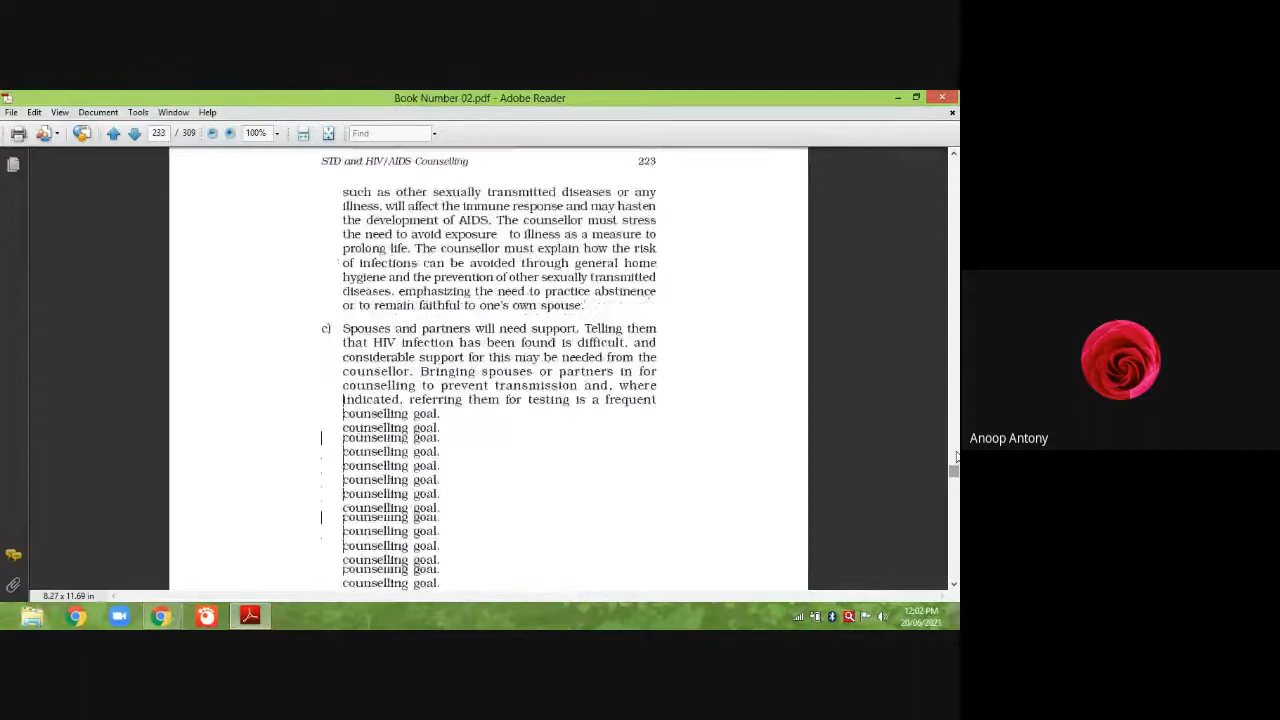 Book Number 02.pdf - Adobe Reader
File Edit View Document Tools Window Help
233 / 309 100% Find
STD and HIV/AIDS Counselling 223
such as other sexually transmitted diseases or any
illness, will affect the immune response and may hasten
the development of AIDS. The counsellor must stress
the need to avoid exposure to illness as a measure to
prolong life. The counsellor must explain how the risk
of infections can be avoided through general home
hygiene and the prevention of other sexually transmitted
diseases, emphasizing the need to practice abstinence
or to remain faithful to one's own spouse.
c) Spouses and partners will need support. Telling them
that HIV infection has been found is difficult, and
considerable support for this may be needed from the
counsellor. Bringing spouses or partners in for
counselling to prevent transmission and, where
indicated, referring them for testing is a frequent
counselling goal.
counselling goal.
counselling goal.
counselling goal.
counselling goal.
counselling goal.
counselling goal.
counselling goal.
counselling goal.
counselling goal.
counselling goal.
counselling goal.
counselling goal.
8.27 x 11.69 in
12:02 PM
20/06/2021
Anoop Antony